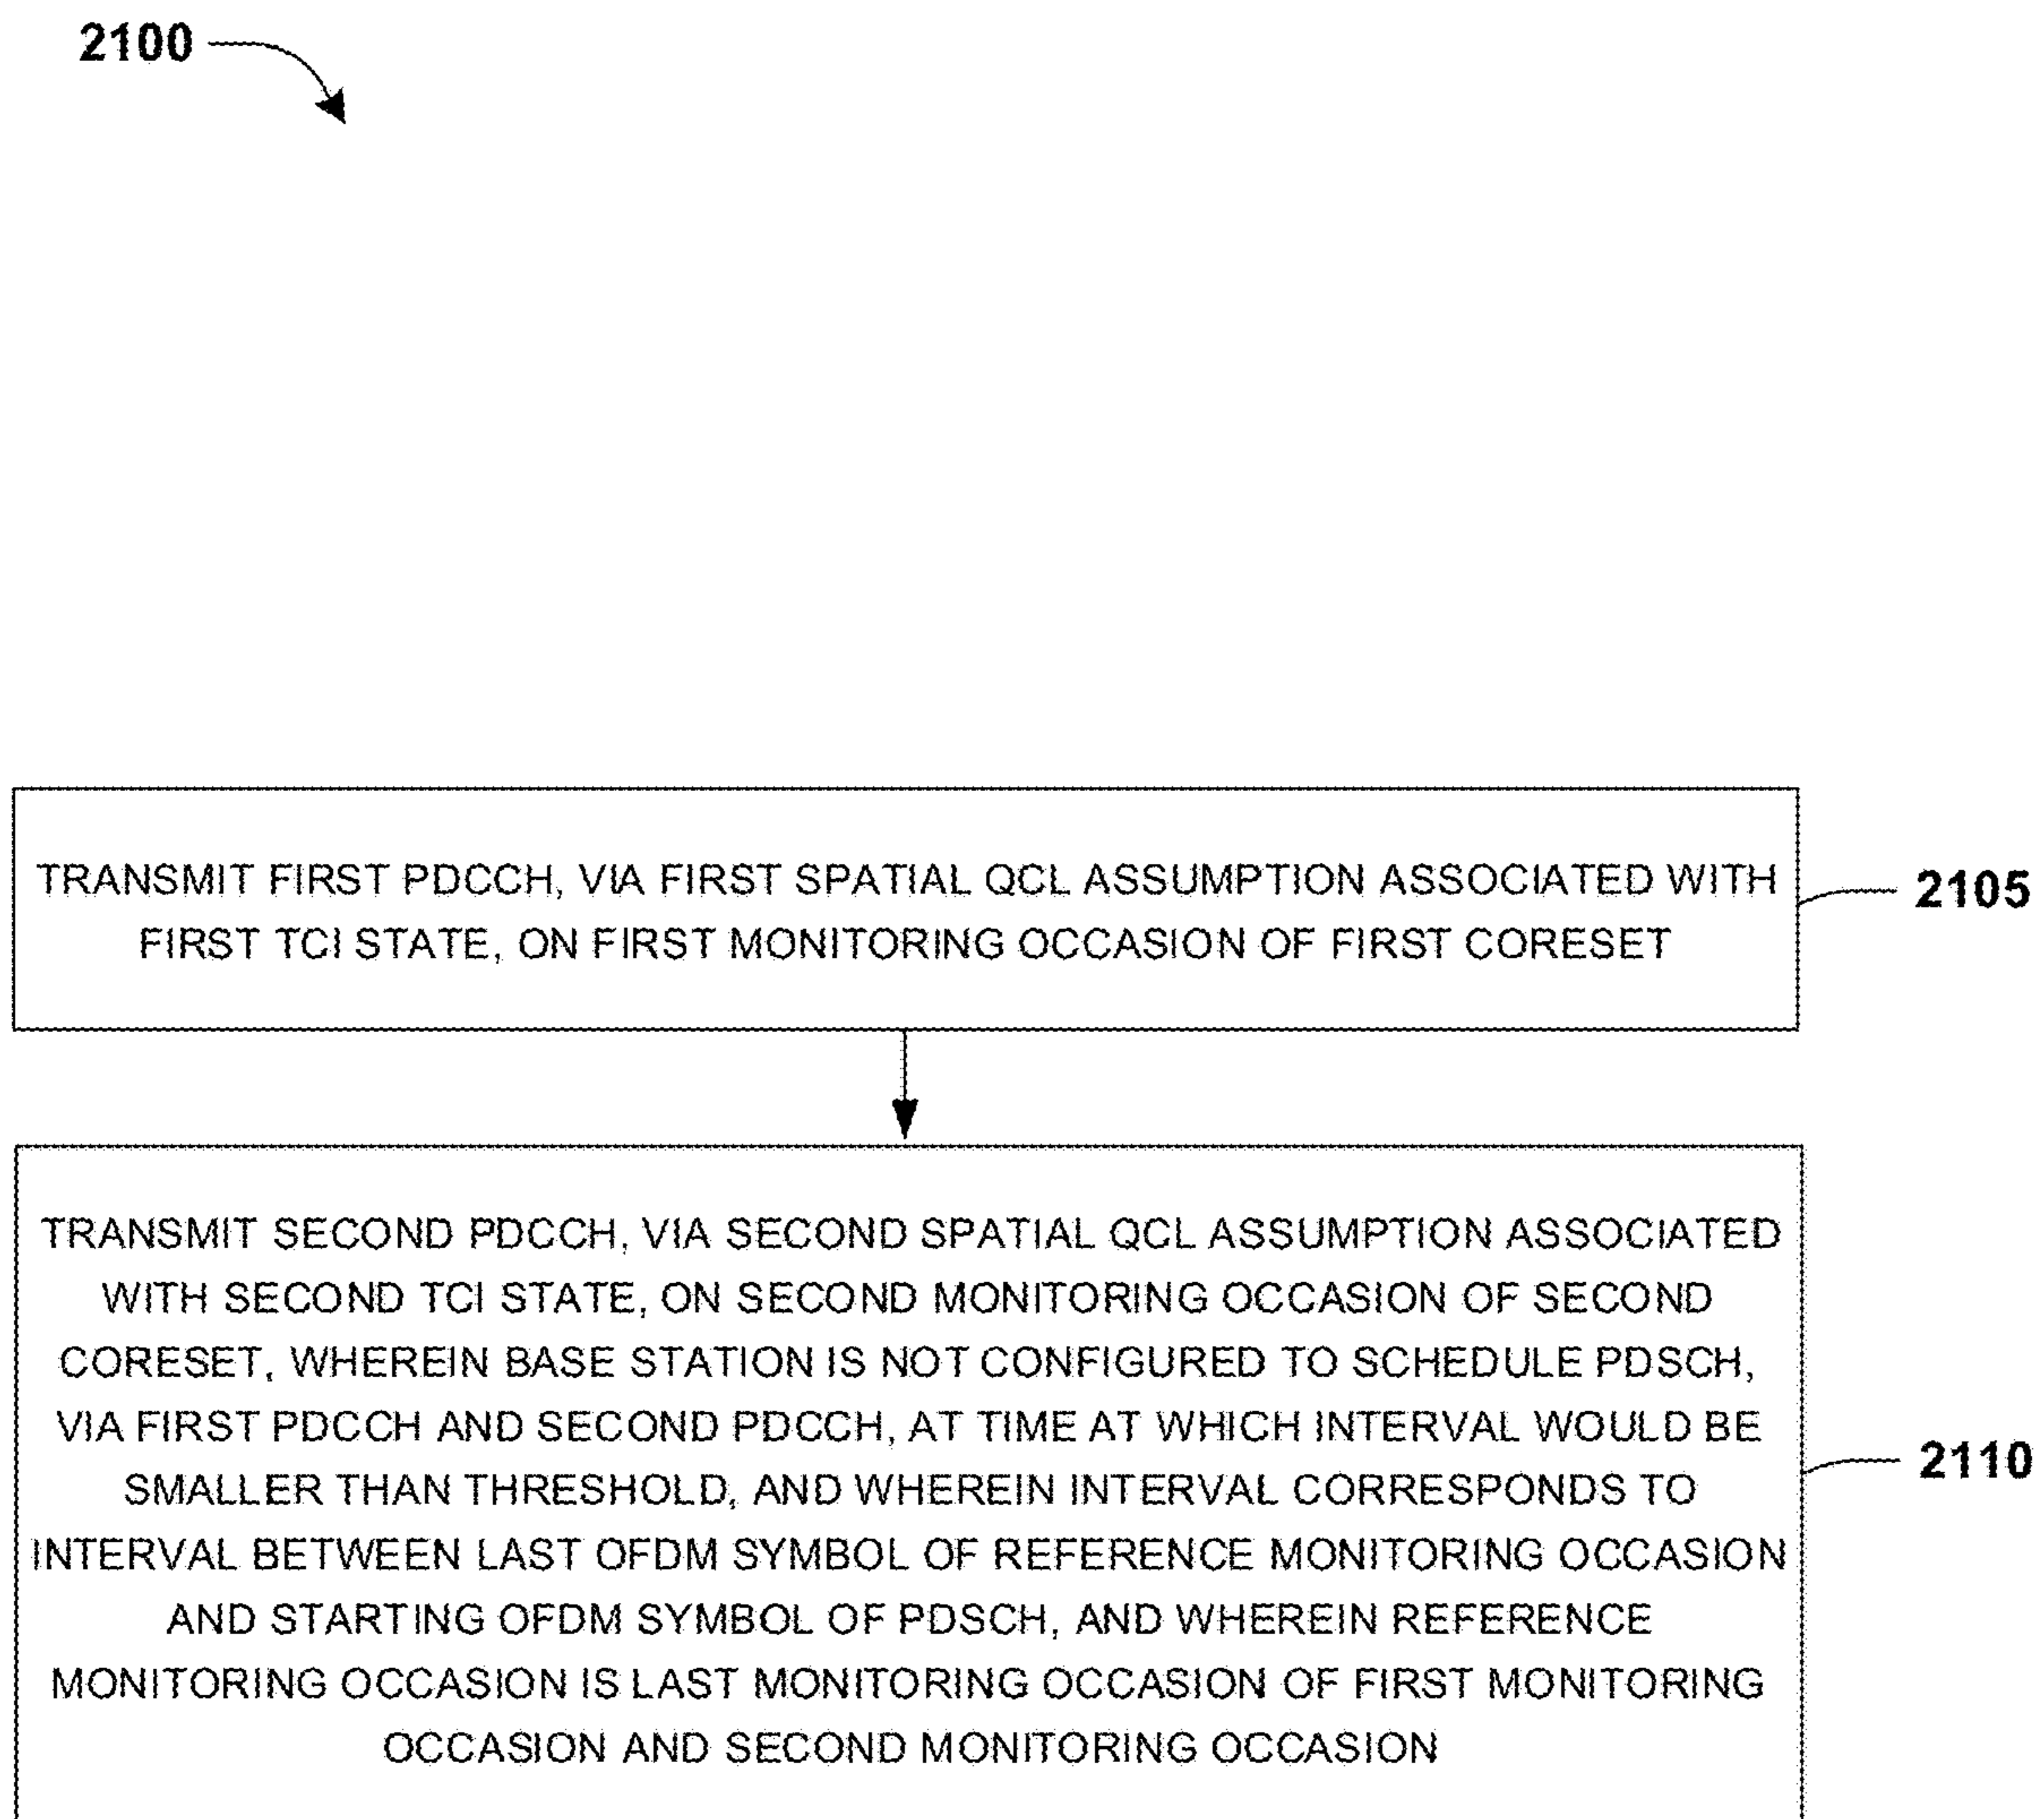 2100
TRANSMIT FIRST PDCCH, VIA FIRST SPATIAL QCL ASSUMPTION ASSOCIATED WITH
FIRST TCI STATE, ON FIRST MONITORING OCCASION OF FIRST CORESET
2105
TRANSMIT SECOND PDCCH, VIA SECOND SPATIAL QCL ASSUMPTION ASSOCIATED
WITH SECOND TCI STATE, ON SECOND MONITORING OCCASION OF SECOND
CORESET, WHEREIN BASE STATION IS NOT CONFIGURED TO SCHEDULE PDSCH,
VIA FIRST PDCCH AND SECOND PDCCH, AT TIME AT WHICH INTERVAL WOULD BE
SMALLER THAN THRESHOLD, AND WHEREIN INTERVAL CORRESPONDS TO
INTERVAL BETWEEN LAST OFDM SYMBOL OF REFERENCE MONITORING OCCASION
AND STARTING OFDM SYMBOL OF PDSCH, AND WHEREIN REFERENCE
MONITORING OCCASION IS LAST MONITORING OCCASION OF FIRST MONITORING
OCCASION AND SECOND MONITORING OCCASION
2110